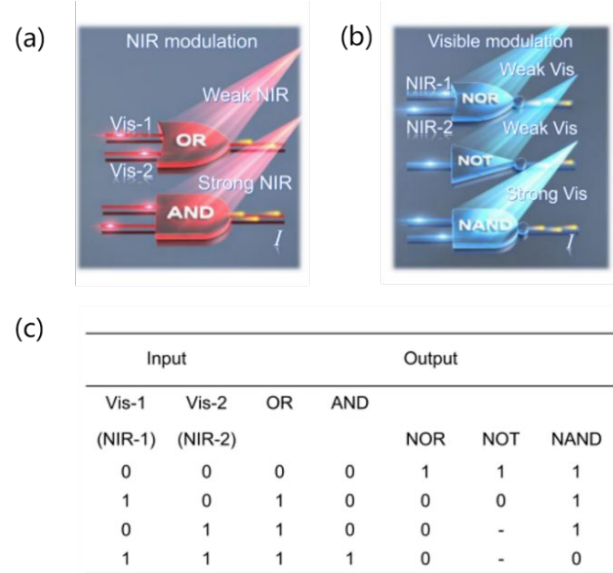 (a)
NIR modulation
Weak NIR
Vis-1
OR
Vis-2
Strong NIR
AND
I
(b)
Visible modulation
Weak Vis
NIR-1
NOR
NIR-2
Weak Vis
NOT
Strong Vis
NAND
I
(c)
Input Output
Vis-1 Vis-2 OR AND
(NIR-1) (NIR-2) NOR NOT NAND
0 0 0 0 1 1 1
1 0 1 0 0 0 1
0 1 1 0 0 - 1
1 1 1 1 0 - 0